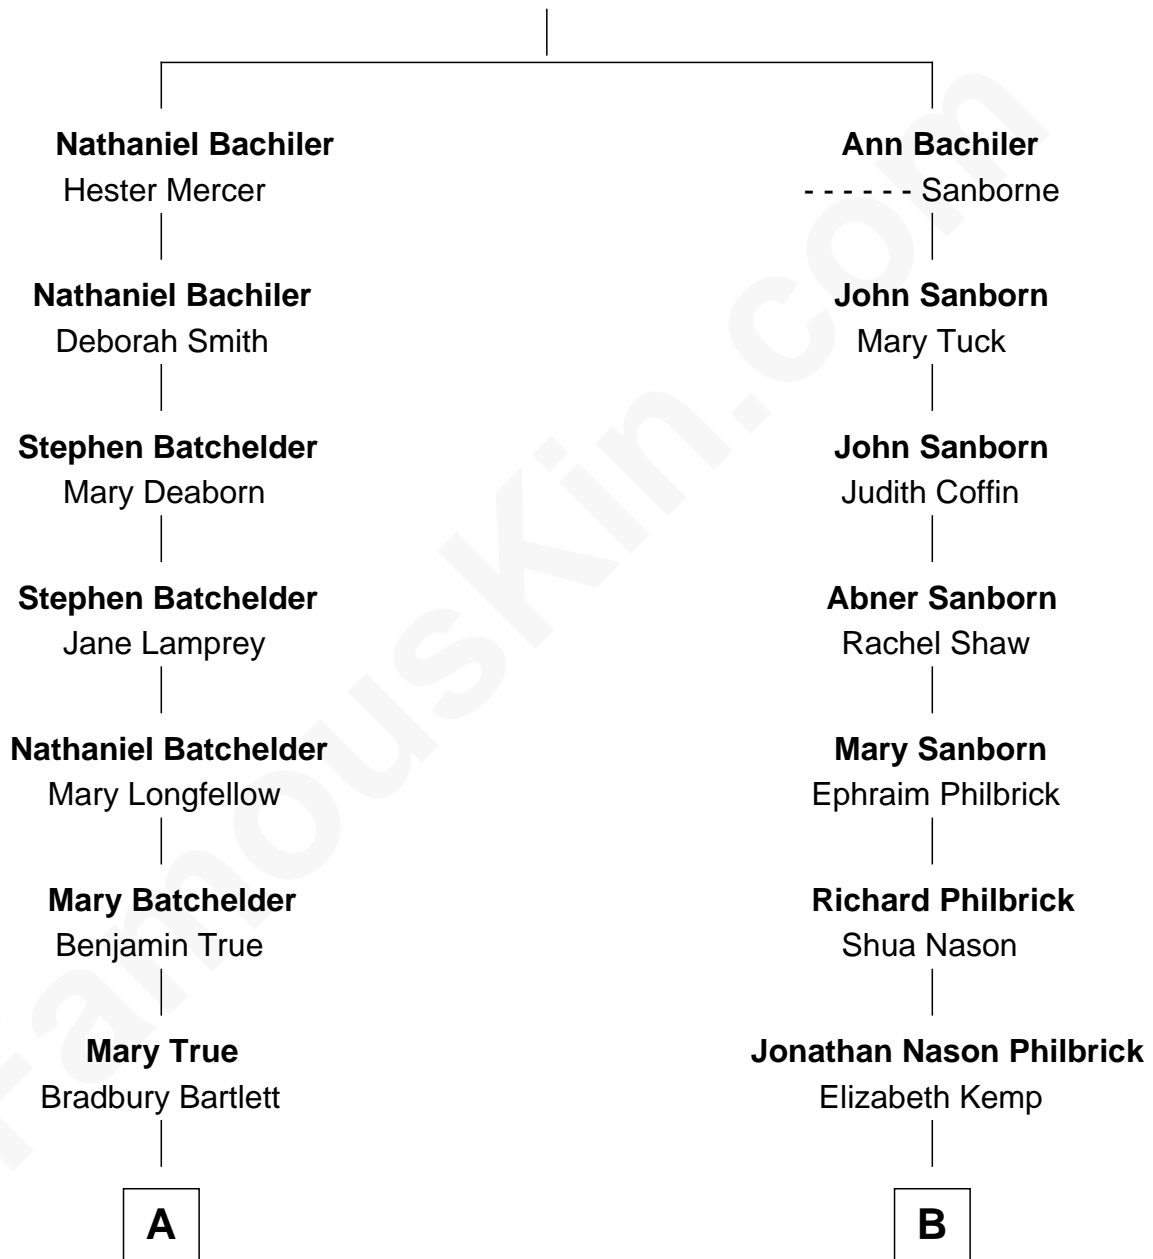 Nathaniel Bachiler
Hester Mercer
Nathaniel Bachiler
Deborah Smith
Stephen Batchelder
Mary Deaborn
Stephen Batchelder
Jane Lamprey
Nathaniel Batchelder
Mary Longfellow
Mary Batchelder
Benjamin True
Mary True
Bradbury Bartlett
A
Ann Bachiler
- - - - - - Sanborne
John Sanborn
Mary Tuck
John Sanborn
Judith Coffin
Abner Sanborn
Rachel Shaw
Mary Sanborn
Ephraim Philbrick
Richard Philbrick
Shua Nason
Jonathan Nason Philbrick
Elizabeth Kemp
B
FamousKin.com